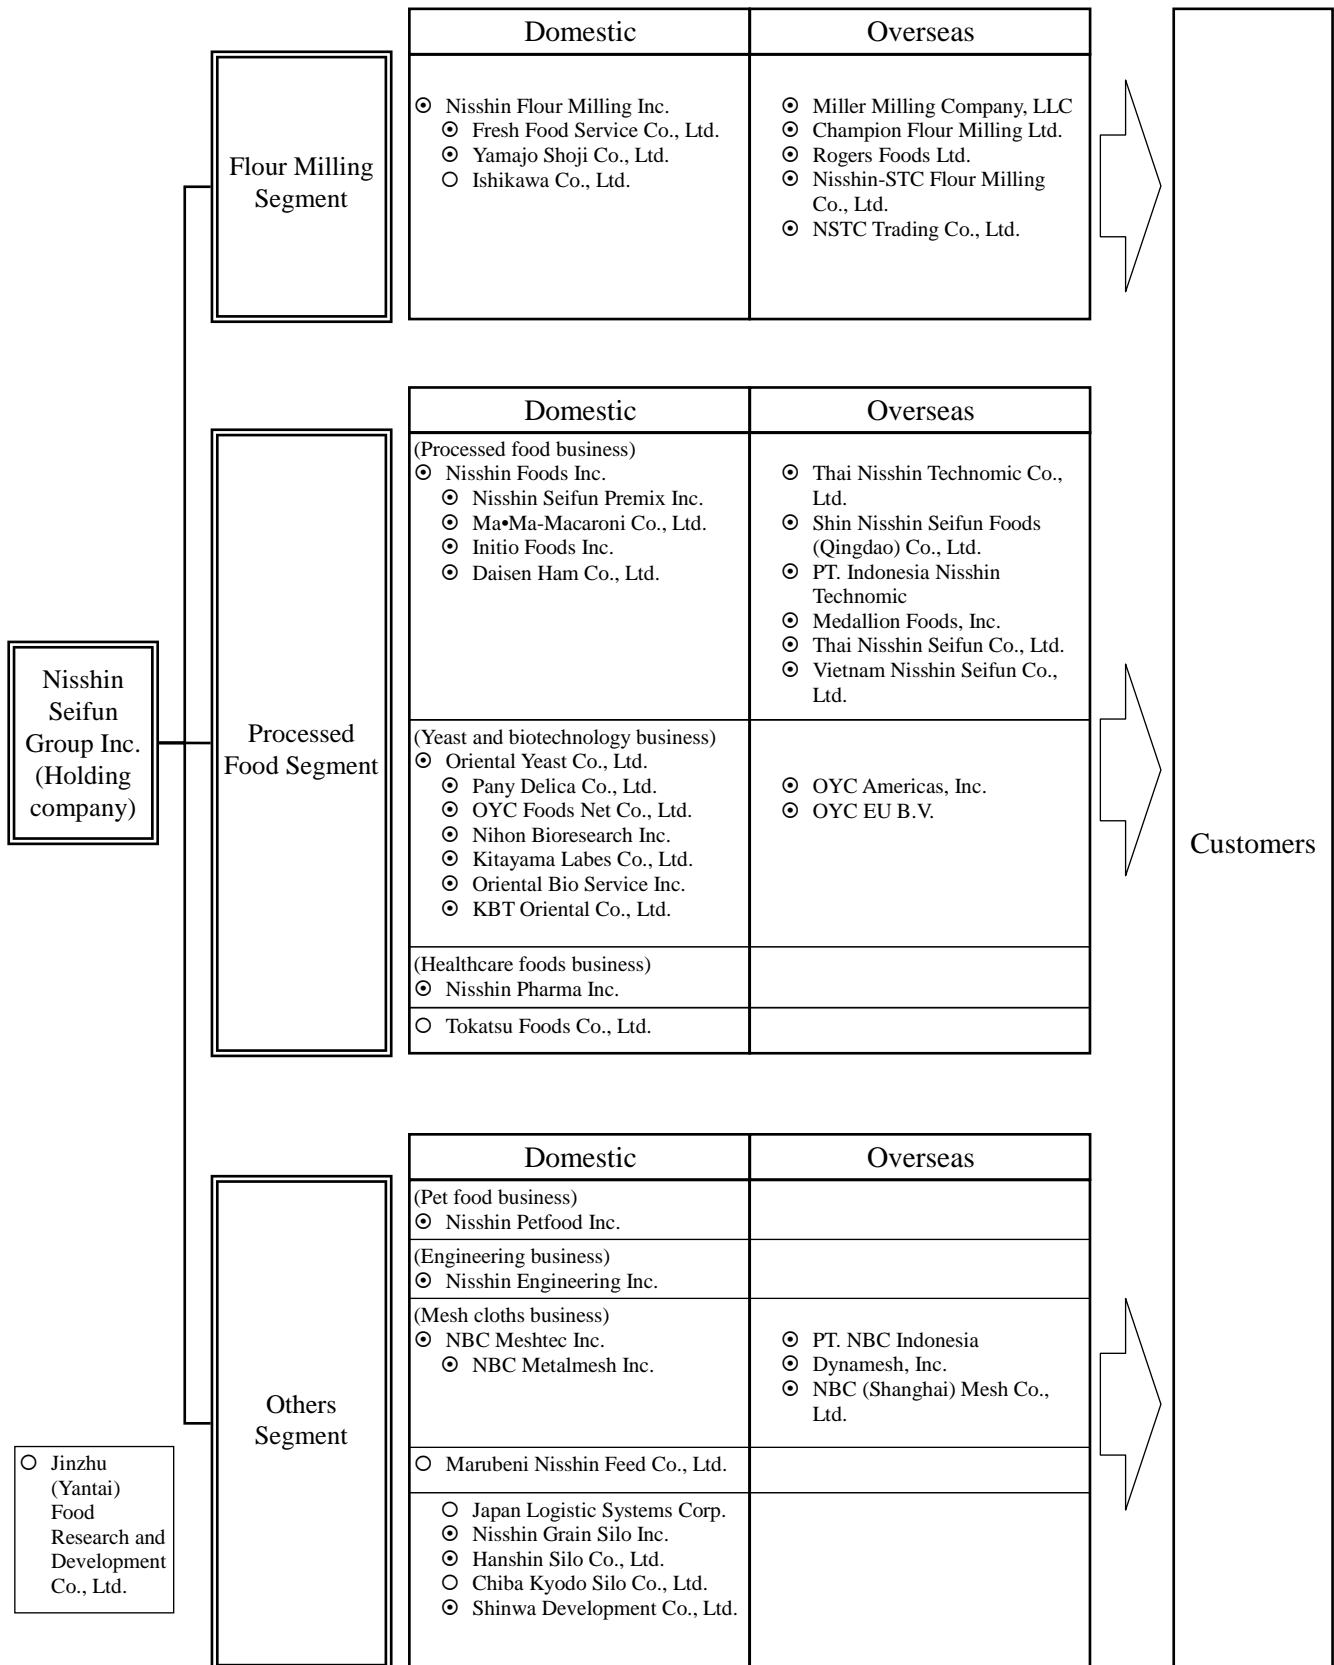 Domestic
Overseas
Flour Milling
Segment
⦿ Nisshin Flour Milling Inc.
⦿ Fresh Food Service Co., Ltd.
⦿ Yamajo Shoji Co., Ltd.
○ Ishikawa Co., Ltd.
⦿ Miller Milling Company, LLC
⦿ Champion Flour Milling Ltd.
⦿ Rogers Foods Ltd.
⦿ Nisshin-STC Flour Milling
Co., Ltd.
⦿ NSTC Trading Co., Ltd.
Nisshin
Seifun
Group Inc.
(Holding
company)
Domestic
Overseas
Processed
Food Segment
(Processed food business)
⦿ Nisshin Foods Inc.
⦿ Nisshin Seifun Premix Inc.
⦿ Ma•Ma-Macaroni Co., Ltd.
⦿ Initio Foods Inc.
⦿ Daisen Ham Co., Ltd.
⦿ Thai Nisshin Technomic Co.,
Ltd.
⦿ Shin Nisshin Seifun Foods
(Qingdao) Co., Ltd.
⦿ PT. Indonesia Nisshin
Technomic
⦿ Medallion Foods, Inc.
⦿ Thai Nisshin Seifun Co., Ltd.
⦿ Vietnam Nisshin Seifun Co.,
Ltd.
(Yeast and biotechnology business)
⦿ Oriental Yeast Co., Ltd.
⦿ Pany Delica Co., Ltd.
⦿ OYC Foods Net Co., Ltd.
⦿ Nihon Bioresearch Inc.
⦿ Kitayama Labes Co., Ltd.
⦿ Oriental Bio Service Inc.
⦿ KBT Oriental Co., Ltd.
⦿ OYC Americas, Inc.
⦿ OYC EU B.V.
(Healthcare foods business)
⦿ Nisshin Pharma Inc.
○ Tokatsu Foods Co., Ltd.
Customers
Domestic
Overseas
Others
Segment
(Pet food business)
⦿ Nisshin Petfood Inc.
(Engineering business)
⦿ Nisshin Engineering Inc.
(Mesh cloths business)
⦿ NBC Meshtec Inc.
⦿ NBC Metalmesh Inc.
⦿ PT. NBC Indonesia
⦿ Dynamesh, Inc.
⦿ NBC (Shanghai) Mesh Co.,
Ltd.
○ Marubeni Nisshin Feed Co., Ltd.
○ Japan Logistic Systems Corp.
⦿ Nisshin Grain Silo Inc.
⦿ Hanshin Silo Co., Ltd.
○ Chiba Kyodo Silo Co., Ltd.
⦿ Shinwa Development Co., Ltd.
○ Jinzhu
(Yantai)
Food
Research and
Development
Co., Ltd.